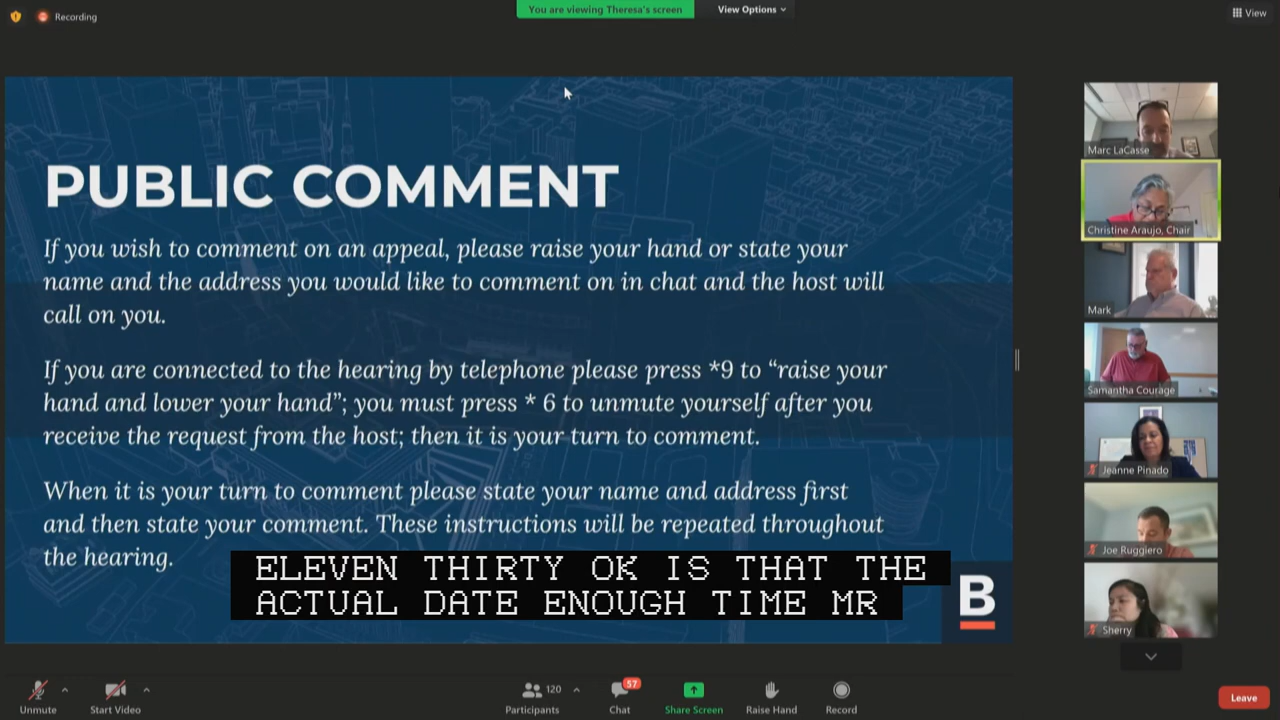 Recording
You are viewing Theresa's screen
View Options
View
PUBLIC COMMENT
If you wish to comment on an appeal, please raise your hand or state your
name and the address you would like to comment on in chat and the host will
call on you.
If you are connected to the hearing by telephone please press *9 to “raise your
hand and lower your hand”; you must press * 6 to unmute yourself after you
receive the request from the host; then it is your turn to comment.
When it is your turn to comment please state your name and address first
and then state your comment. These instructions will be repeated throughout
the hearing.
ELEVEN THIRTY OK IS THAT THE
ACTUAL DATE ENOUGH TIME MR
B
Marc LaCasse
Christine Araujo, Chair
Mark
Samantha Courage
Jeanne Pinado
Joe Ruggiero
Sherry
Unmute
Start Video
120
Participants
57
Chat
Share Screen
Raise Hand
Record
Leave